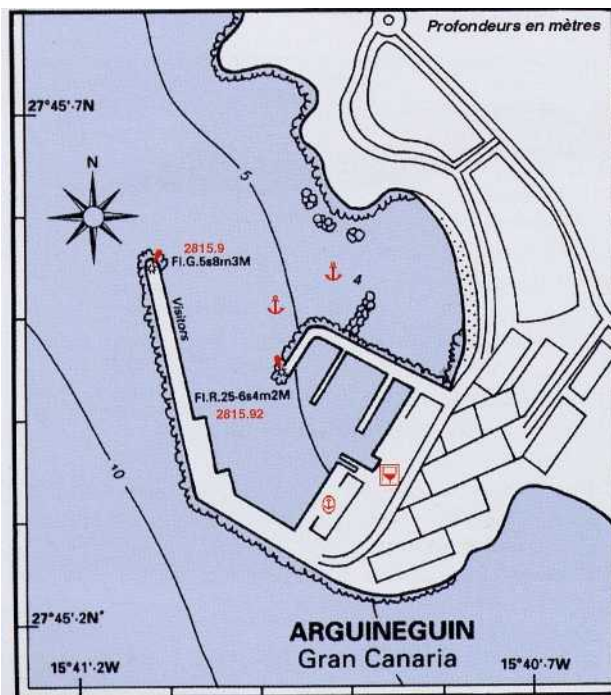 Profondeurs en mètres
27°45'·7N
5
N
2815.9
Fl.G.5s8m3M
4
Visitors
Fl.R.25·6s4m2M
2815.92
10
27°45'·2N
ARGUINEGUIN
Gran Canaria
15°41'·2W
15°40'·7W